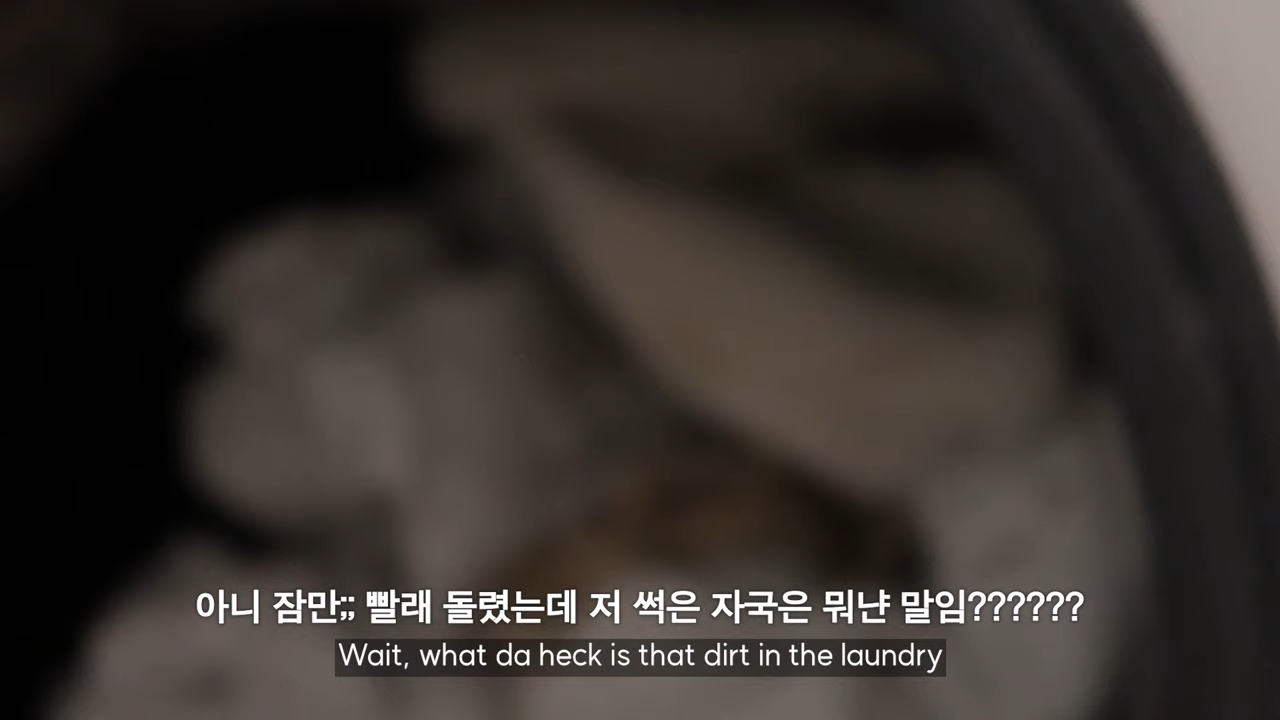 아니 잠만;; 빨래 돌렸는데 저 썩은 자국은 뭐냔 말임??????
Wait, what da heck is that dirt in the laundry